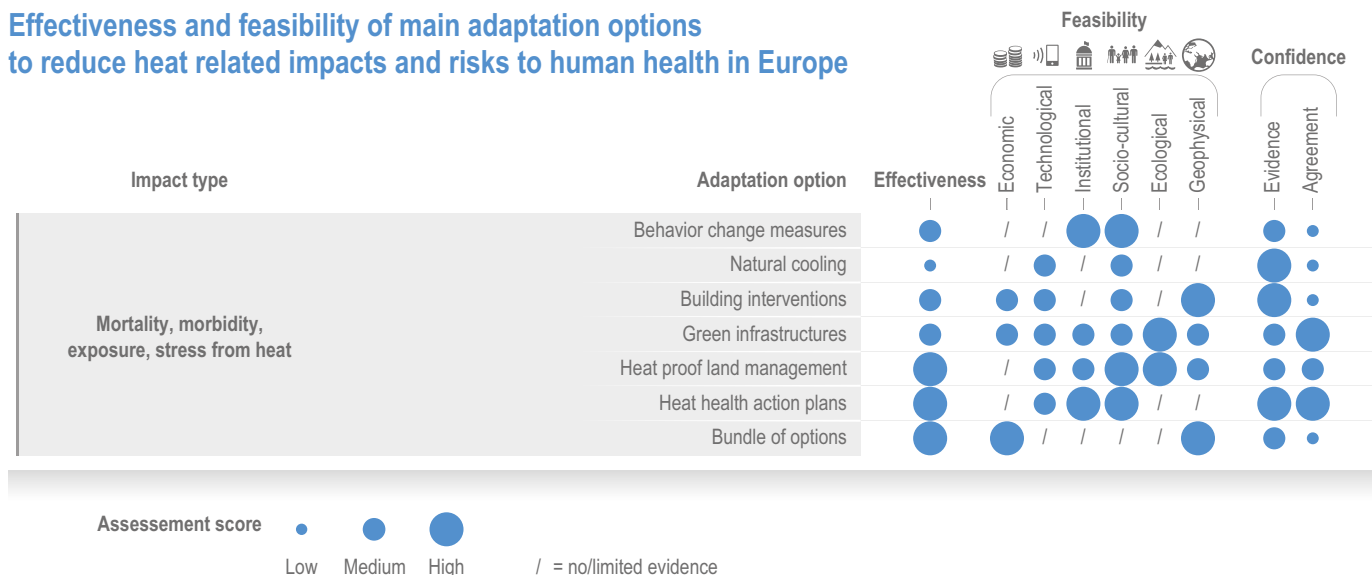 Effectiveness and feasibility of main adaptation options
to reduce heat related impacts and risks to human health in Europe
Feasibility
Confidence
Impact type
Adaptation option
Effectiveness
Economic
Technological
Institutional
Socio-cultural
Ecological
Geophysical
Evidence
Agreement
Mortality, morbidity,
exposure, stress from heat
Behavior change measures / / / /
Natural cooling / / / /
Building interventions / /
Green infrastructures
Heat proof land management /
Heat health action plans / / /
Bundle of options / / / /
Assessement score
Low Medium High / = no/limited evidence